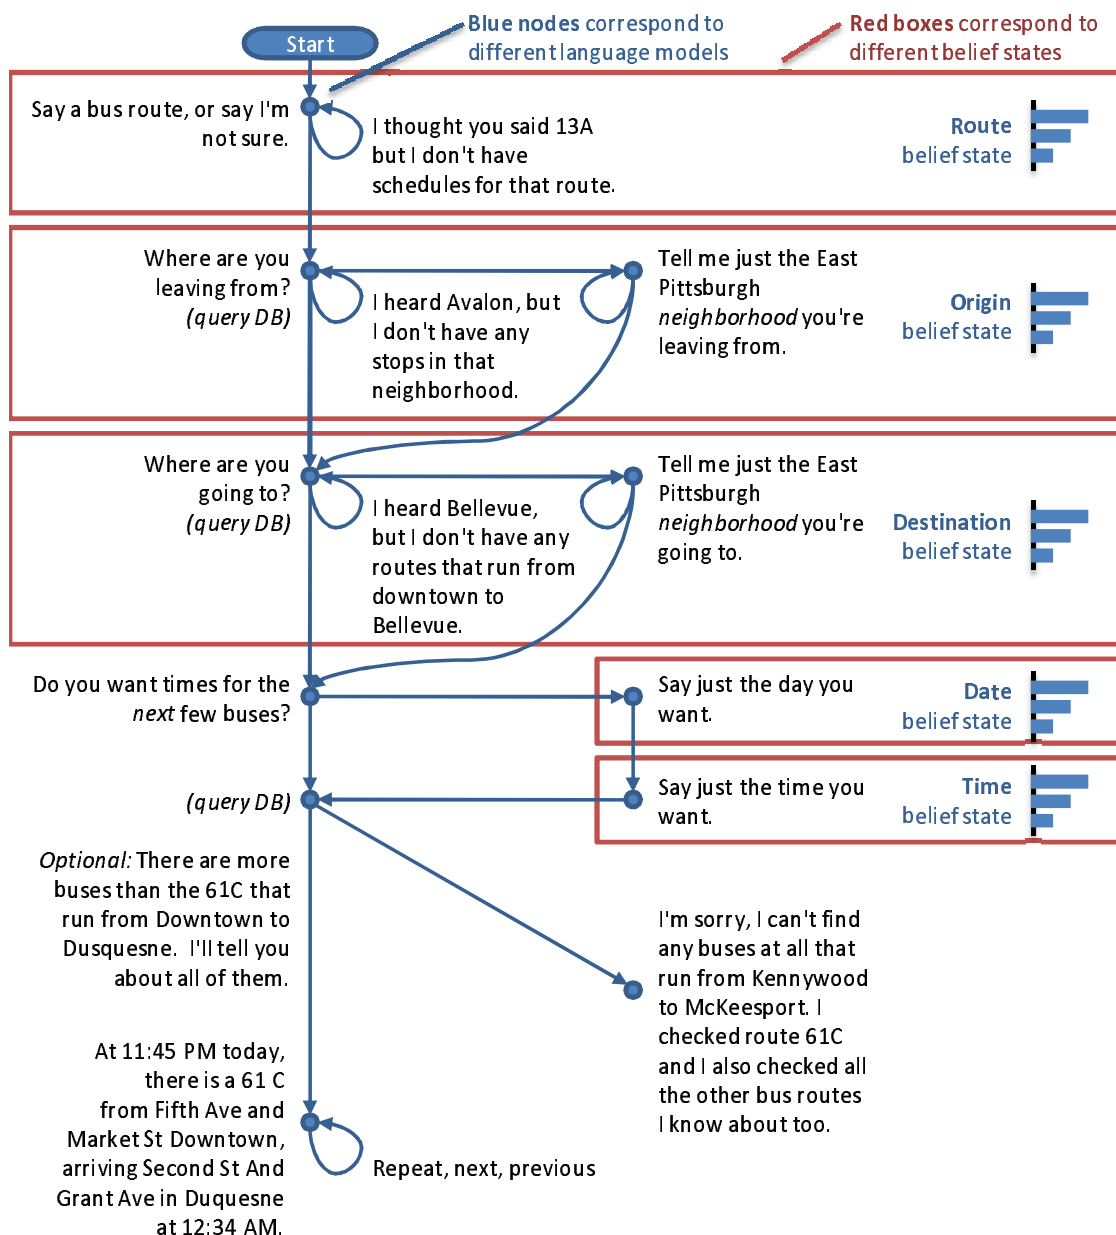 Start
Blue nodes correspond to
different language models
Red boxes correspond to
different belief states
Say a bus route, or say I'm
not sure.
I thought you said 13A
but I don't have
schedules for that route.
Route
belief state
Where are you
leaving from?
(query DB)
I heard Avalon, but
I don't have any
stops in that
neighborhood.
Tell me just the East
Pittsburgh
neighborhood you're
leaving from.
Origin
belief state
Where are you
going to?
(query DB)
I heard Bellevue,
but I don't have any
routes that run from
downtown to
Bellevue.
Tell me just the East
Pittsburgh
neighborhood you're
going to.
Destination
belief state
Do you want times for the
next few buses?
Say just the day you
want.
Date
belief state
(query DB)
Say just the time you
want.
Time
belief state
Optional: There are more
buses than the 61C that
run from Downtown to
Dusquesne. I'll tell you
about all of them.
I'm sorry, I can't find
any buses at all that
run from Kennywood
to McKeesport. I
checked route 61C
and I also checked all
the other bus routes
I know about too.
At 11:45 PM today,
there is a 61 C
from Fifth Ave and
Market St Downtown,
arriving Second St And
Grant Ave in Duquesne
at 12:34 AM.
Repeat, next, previous